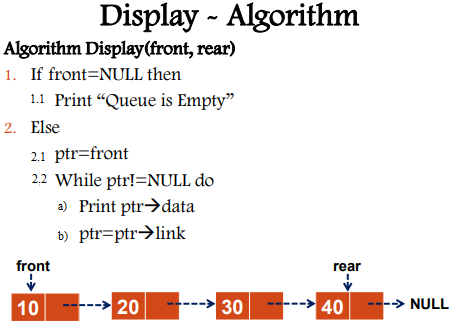 Display ~ Algorithm
Algorithm Display(front, rear)
1. If front=NULL then
1.1 Print “Queue is Empty”
2. Else
2.1 ptr=front
2.2 While ptr!=NULL do
a) Print ptr→data
b) ptr=ptr→link
front rear
10 20 30 40 NULL